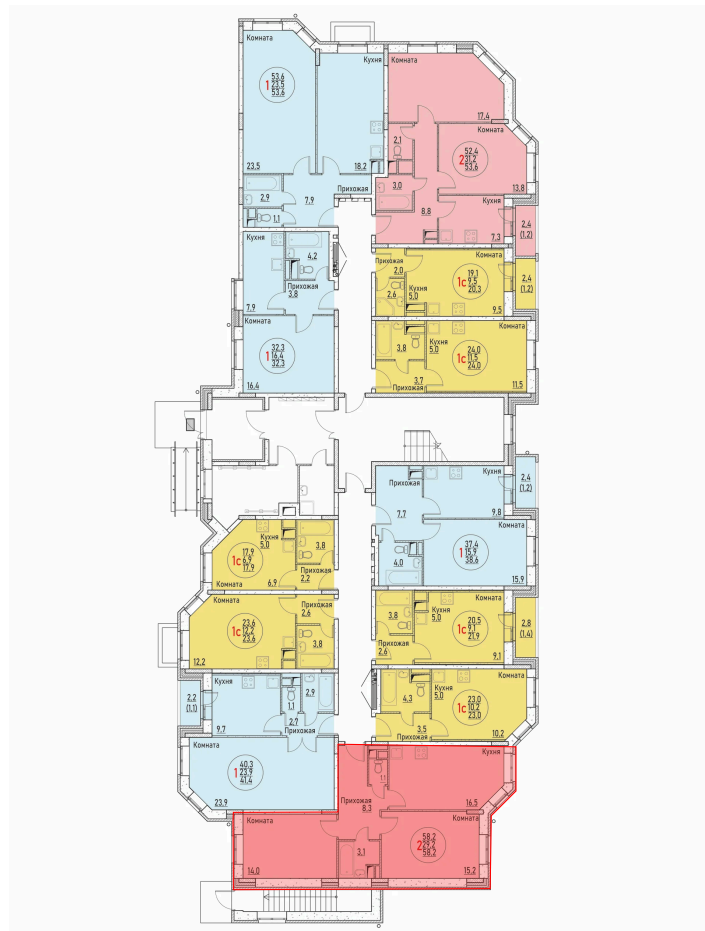 Комната
53,6
1 23,5
53,6
23,5
Кухня
18,2
2,9
7,9
Прихожая
1,1
Комната
17,4
2,1
Комната
52,4
2 31,2
53,6
13,8
3,0
8,8
Кухня
7,3
2,4
(1,2)
Кухня
4,2
Прихожая
3,8
7,9
Комната
32,3
1 16,4
32,3
16,4
Прихожая
2,0
2,6
Кухня
5,0
Комната
19,1
1с 9,5
20,3
9,5
2,4
(1,2)
3,8
Кухня
5,0
Комната
24,0
1с 11,5
24,0
11,5
3,7
Прихожая
Прихожая
7,7
Кухня
9,8
2,4
(1,2)
4,0
Комната
37,4
1 15,9
38,6
15,9
17,9
1с 6,9
17,9
Кухня
5,0
3,8
Прихожая
2,2
6,9
Комната
Комната
23,6
1с 12,2
23,6
12,2
Кухня
5,0
Прихожая
2,6
3,8
3,8
Кухня
5,0
Комната
20,5
1с 9,1
21,9
9,1
Прихожая
2,6
2,8
(1,4)
2,2
(1,1)
Кухня
9,7
1,1
2,9
2,9
Прихожая
4,3
Кухня
5,0
Комната
23,0
1с 10,2
23,0
10,2
3,5
Прихожая
Комната
40,3
1 23,9
41,4
23,9
Кухня
16,5
Прихожая
8,3
Комната
14,0
3,1
Комната
58,2
2 29,2
58,2
15,2